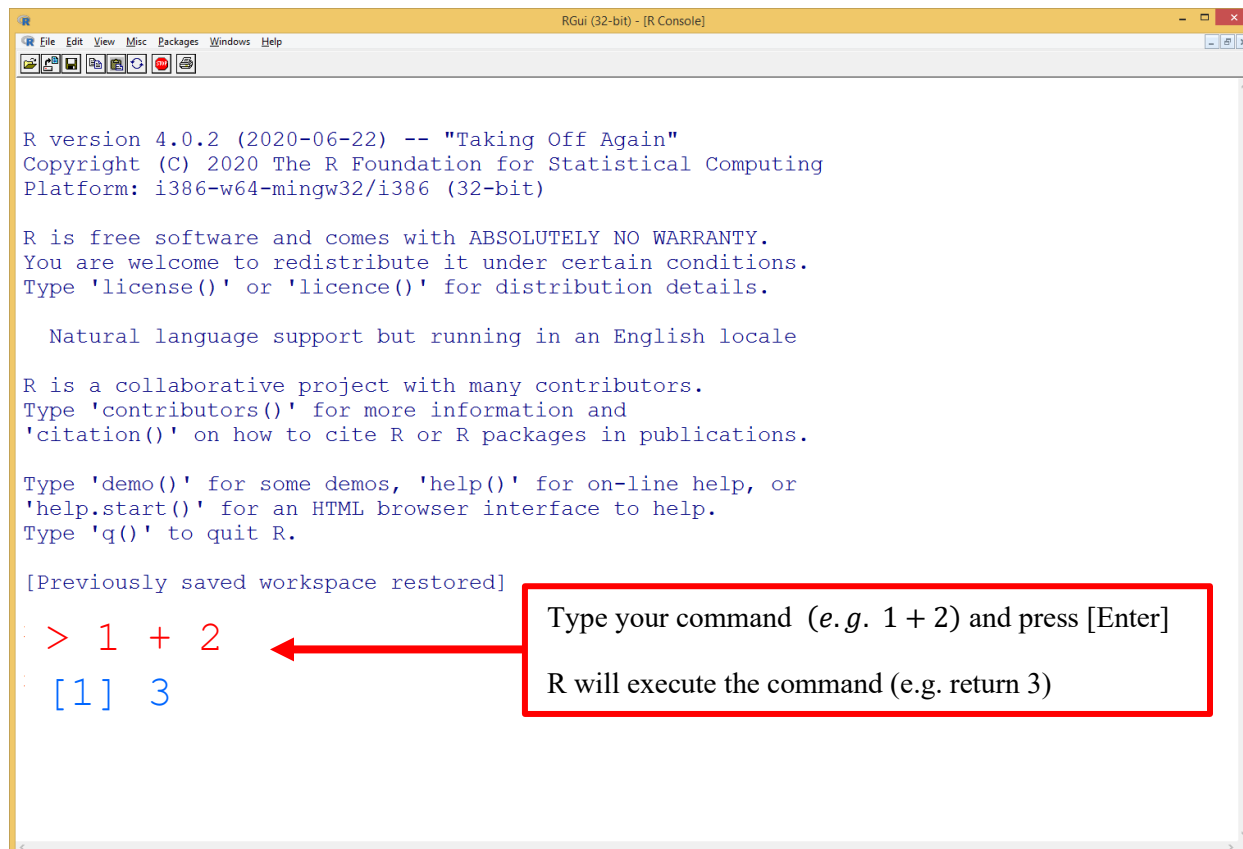 RGui (32-bit) - [R Console]
File Edit View Misc Packages Windows Help
STOP
R version 4.0.2 (2020-06-22) -- "Taking Off Again"
Copyright (C) 2020 The R Foundation for Statistical Computing
Platform: i386-w64-mingw32/i386 (32-bit)
R is free software and comes with ABSOLUTELY NO WARRANTY.
You are welcome to redistribute it under certain conditions.
Type 'license()' or 'licence()' for distribution details.
Natural language support but running in an English locale
R is a collaborative project with many contributors.
Type 'contributors()' for more information and
'citation()' on how to cite R or R packages in publications.
Type 'demo()' for some demos, 'help()' for on-line help, or
'help.start()' for an HTML browser interface to help.
Type 'q()' to quit R.
[Previously saved workspace restored]
> 1 + 2
[1] 3
Type your command (e.g. 1 + 2) and press [Enter]
R will execute the command (e.g. return 3)